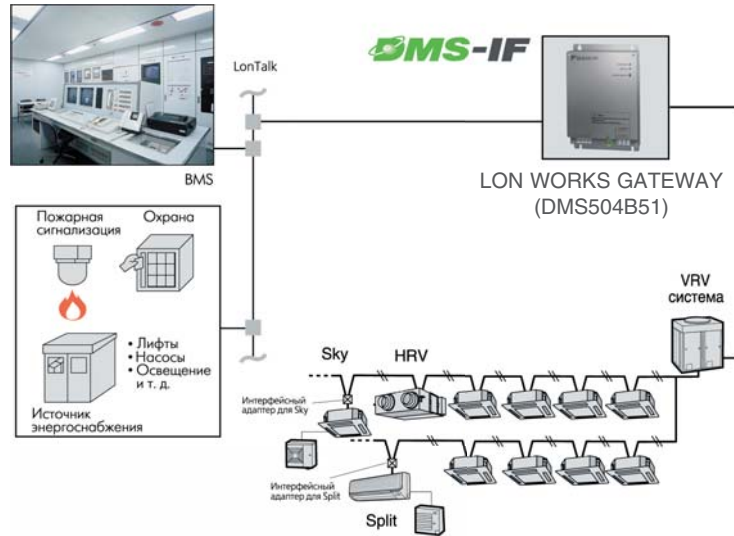 LonTalk
DMS-IF
BMS
LON WORKS GATEWAY
(DMS504B51)
Пожарная
сигнализация
Охрана
• Лифты
• Насосы
• Освещение
и т. д.
Источник
энергоснабжения
VRV
система
Sky
HRV
Интерфейсный
адаптер для Sky
Интерфейсный
адаптер для Split
Split